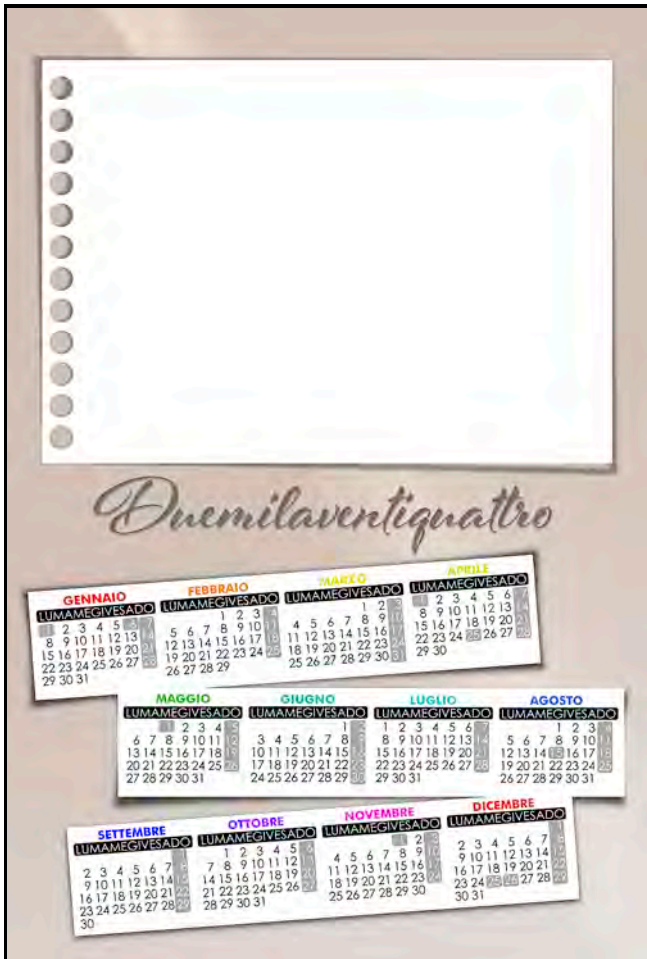 Duemilaventiquattro
GENNAIO
LUMAMEGIVESADO
1 2 3 4 5 6 7
8 9 10 11 12 13 14
15 16 17 18 19 20 21
22 23 24 25 26 27 28
29 30 31
FEBBRAIO
LUMAMEGIVESADO
1 2 3 4
5 6 7 8 9 10 11
12 13 14 15 16 17 18
19 20 21 22 23 24 25
26 27 28 29
MARZO
LUMAMEGIVESADO
1 2 3
4 5 6 7 8 9 10
11 12 13 14 15 16 17
18 19 20 21 22 23 24
25 26 27 28 29 30 31
APRILE
LUMAMEGIVESADO
1 2 3 4 5 6 7
8 9 10 11 12 13 14
15 16 17 18 19 20 21
22 23 24 25 26 27 28
29 30
MAGGIO
LUMAMEGIVESADO
1 2 3 4 5
6 7 8 9 10 11 12
13 14 15 16 17 18 19
20 21 22 23 24 25 26
27 28 29 30 31
GIUGNO
LUMAMEGIVESADO
1 2
3 4 5 6 7 8 9
10 11 12 13 14 15 16
17 18 19 20 21 22 23
24 25 26 27 28 29 30
LUGLIO
LUMAMEGIVESADO
1 2 3 4 5 6 7
8 9 10 11 12 13 14
15 16 17 18 19 20 21
22 23 24 25 26 27 28
29 30 31
AGOSTO
LUMAMEGIVESADO
1 2 3 4
5 6 7 8 9 10 11
12 13 14 15 16 17 18
19 20 21 22 23 24 25
26 27 28 29 30 31
SETTEMBRE
LUMAMEGIVESADO
1
2 3 4 5 6 7 8
9 10 11 12 13 14 15
16 17 18 19 20 21 22
23 24 25 26 27 28 29
30
OTTOBRE
LUMAMEGIVESADO
1 2 3 4 5 6
7 8 9 10 11 12 13
14 15 16 17 18 19 20
21 22 23 24 25 26 27
28 29 30 31
NOVEMBRE
LUMAMEGIVESADO
1 2 3
4 5 6 7 8 9 10
11 12 13 14 15 16 17
18 19 20 21 22 23 24
25 26 27 28 29 30
DICEMBRE
LUMAMEGIVESADO
1
2 3 4 5 6 7 8
9 10 11 12 13 14 15
16 17 18 19 20 21 22
23 24 25 26 27 28 29
30 31